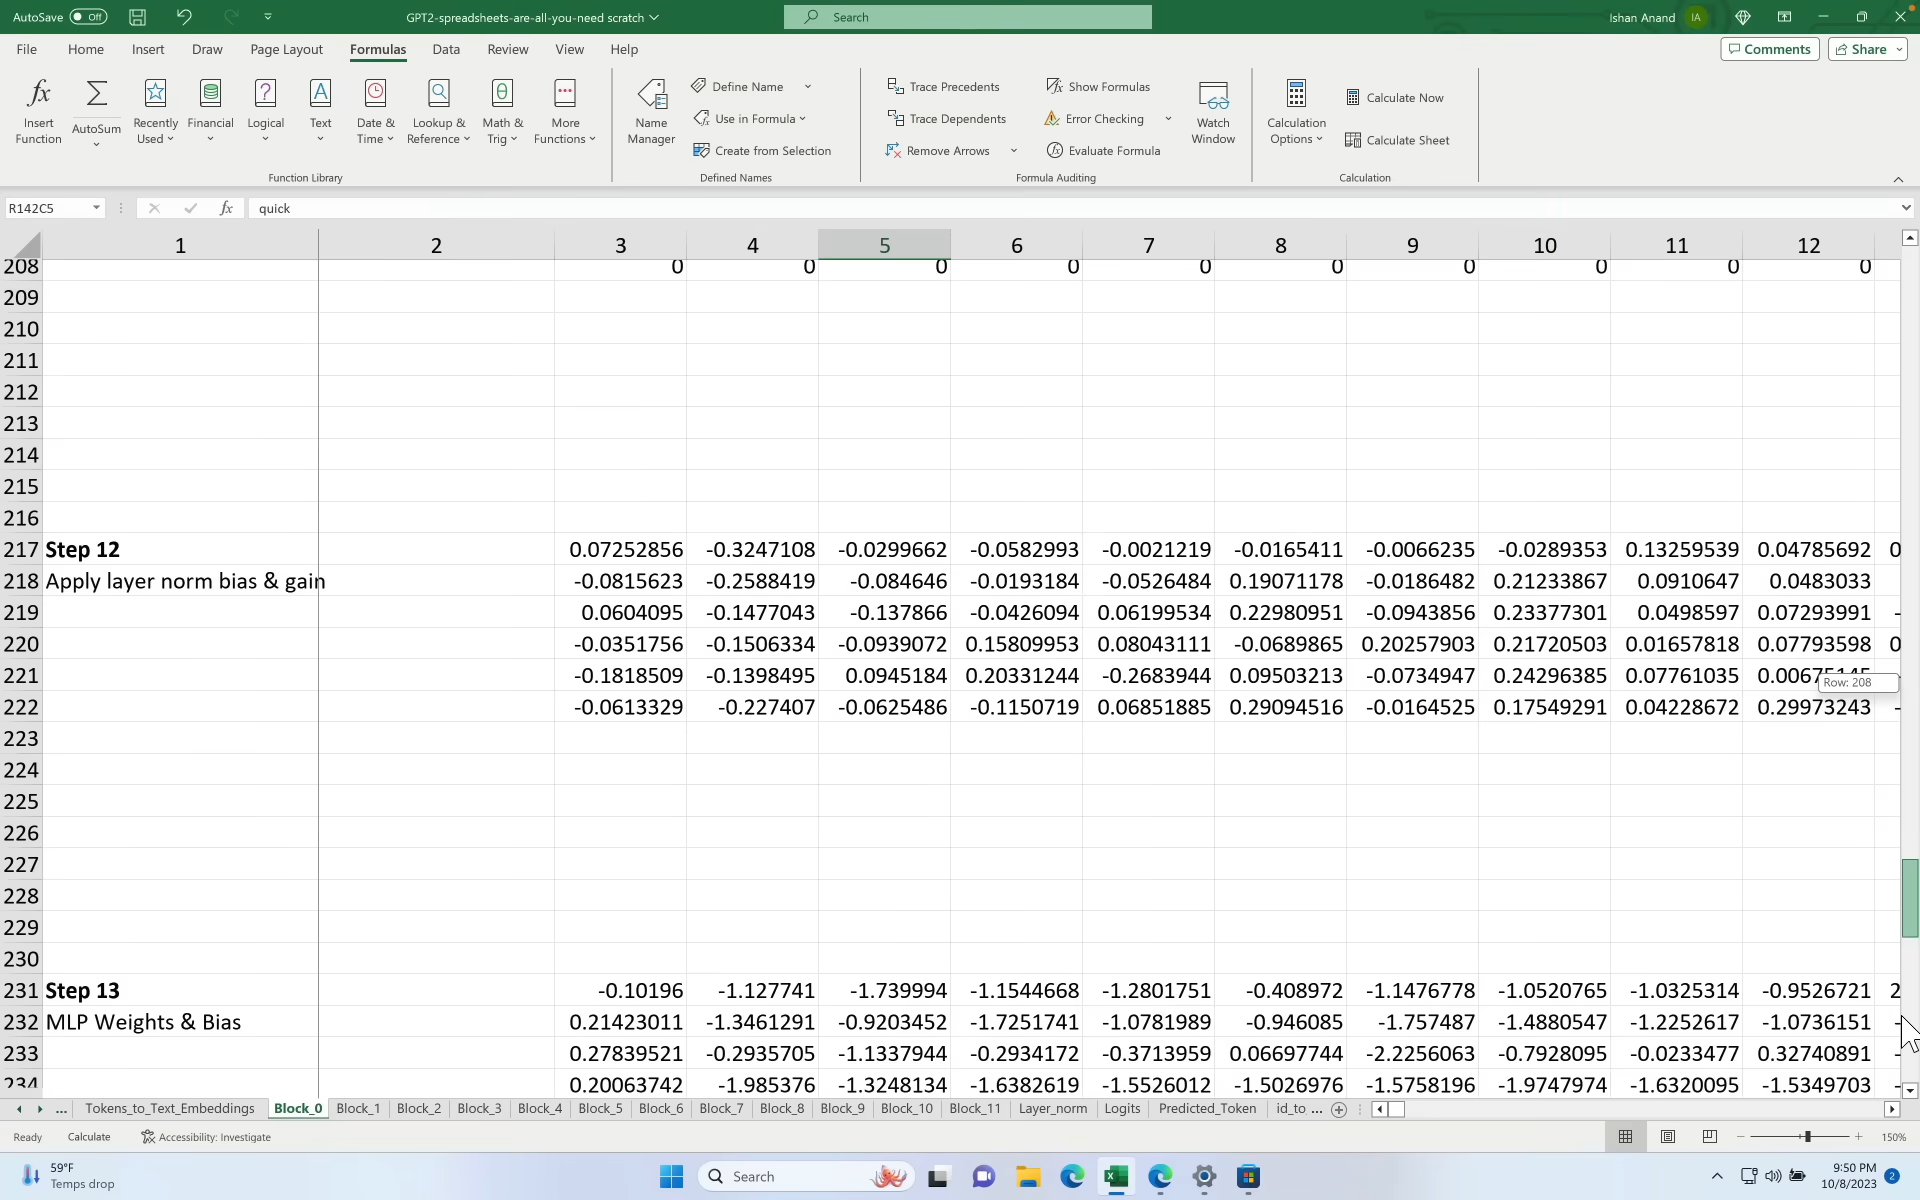 AutoSave Off GPT2-spreadsheets-are-all-you-need scratch Search Ishan Anand IA
File Home Insert Draw Page Layout Formulas Data Review View Help Comments Share
Insert Function AutoSum Recently Used Financial Logical Text Date & Time Lookup & Reference Math & Trig More Functions
Function Library
Name Manager Define Name Use in Formula Create from Selection
Defined Names
Trace Precedents Trace Dependents Remove Arrows Show Formulas Error Checking Evaluate Formula Watch Window
Formula Auditing
Calculation Options Calculate Now Calculate Sheet
Calculation
R142C5 fx quick
1 2 3 4 5 6 7 8 9 10 11 12
208 0 0 0 0 0 0 0 0 0 0
209
210
211
212
213
214
215
216
217 Step 12 0.07252856 -0.3247108 -0.0299662 -0.0582993 -0.0021219 -0.0165411 -0.0066235 -0.0289353 0.13259539 0.04785692 0
218 Apply layer norm bias & gain -0.0815623 -0.2588419 -0.084646 -0.0193184 -0.0526484 0.19071178 -0.0186482 0.21233867 0.0910647 0.0483033
219 0.0604095 -0.1477043 -0.137866 -0.0426094 0.06199534 0.22980951 -0.0943856 0.23377301 0.0498597 0.07293991 -
220 -0.0351756 -0.1506334 -0.0939072 0.15809953 0.08043111 -0.0689865 0.20257903 0.21720503 0.01657818 0.07793598 0
221 -0.1818509 -0.1398495 0.0945184 0.20331244 -0.2683944 0.09503213 -0.0734947 0.24296385 0.07761035
Row: 208
222 -0.0613329 -0.227407 -0.0625486 -0.1150719 0.06851885 0.29094516 -0.0164525 0.17549291 0.04228672 0.29973243 -
223
224
225
226
227
228
229
230
231 Step 13 -0.10196 -1.127741 -1.739994 -1.1544668 -1.2801751 -0.408972 -1.1476778 -1.0520765 -1.0325314 -0.9526721 2
232 MLP Weights & Bias 0.21423011 -1.3461291 -0.9203452 -1.7251741 -1.0781989 -0.946085 -1.757487 -1.4880547 -1.2252617 -1.0736151 -
233 0.27839521 -0.2935705 -1.1337944 -0.2934172 -0.3713959 0.06697744 -2.2256063 -0.7928095 -0.0233477 0.32740891 -
234 0.20063742 -1.985376 -1.3248134 -1.6382619 -1.5526012 -1.5026976 -1.5758196 -1.9747974 -1.6320095 -1.5349703 -
... Tokens_to_Text_Embeddings Block_0 Block_1 Block_2 Block_3 Block_4 Block_5 Block_6 Block_7 Block_8 Block_9 Block_10 Block_11 Layer_norm Logits Predicted_Token id_to ...
Ready Calculate Accessibility: Investigate 150%
59°F
Temps drop
Search
9:50 PM
10/8/2023
2